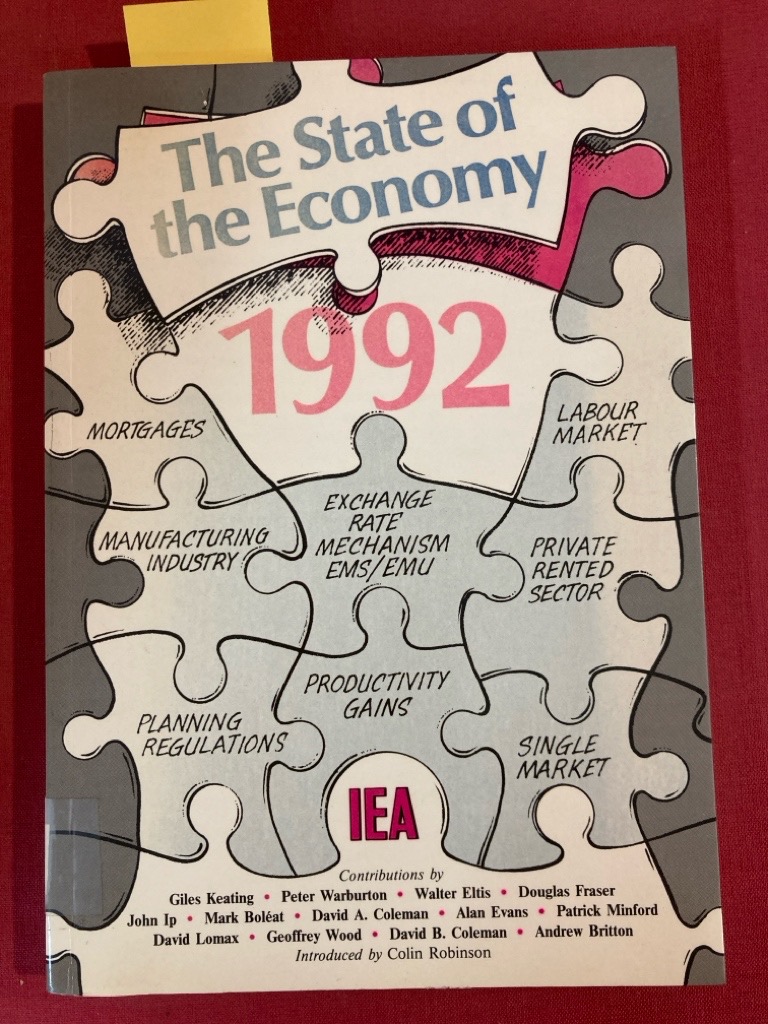 The State of
the Economy
1992
MORTGAGES
LABOUR
MARKET
MANUFACTURING
INDUSTRY
EXCHANGE
RATE
MECHANISM
EMS/EMU
PRIVATE
RENTED
SECTOR
PRODUCTIVITY
GAINS
PLANNING
REGULATIONS
SINGLE
MARKET
IEA
Contributions by
Giles Keating • Peter Warburton • Walter Eltis • Douglas Fraser
John Ip • Mark Boléat • David A. Coleman • Alan Evans • Patrick Minford
David Lomax • Geoffrey Wood • David B. Coleman • Andrew Britton
Introduced by Colin Robinson